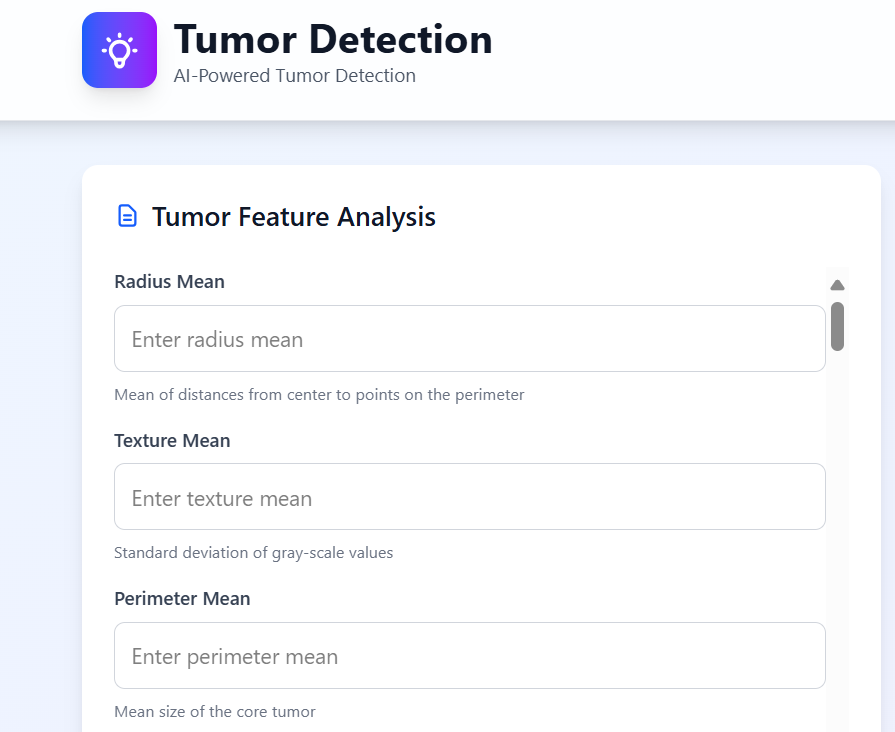 Tumor Detection
AI-Powered Tumor Detection
Tumor Feature Analysis
Radius Mean
Enter radius mean
Mean of distances from center to points on the perimeter
Texture Mean
Enter texture mean
Standard deviation of gray-scale values
Perimeter Mean
Enter perimeter mean
Mean size of the core tumor